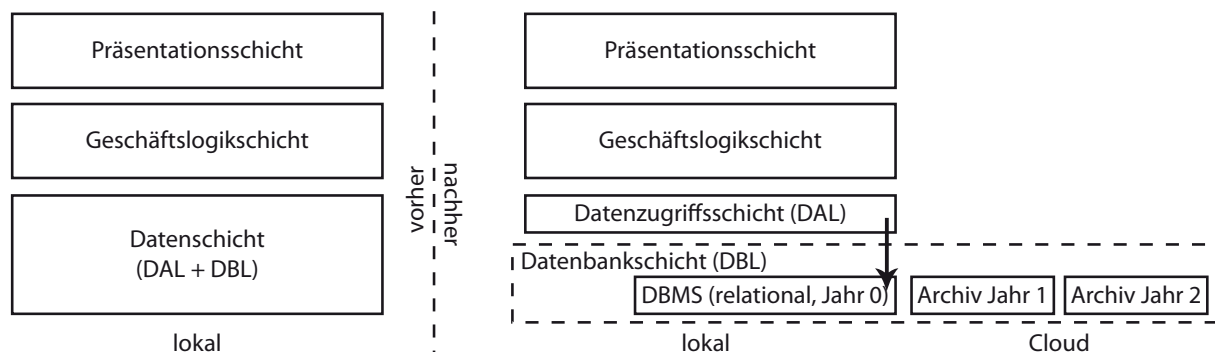 Präsentationsschicht
Geschäftslogikschicht
Datenschicht
(DAL + DBL)
lokal
vorher
nachher
Präsentationsschicht
Geschäftslogikschicht
Datenzugriffsschicht (DAL)
Datenbankschicht (DBL)
DBMS (relational, Jahr 0)
Archiv Jahr 1
Archiv Jahr 2
lokal
Cloud